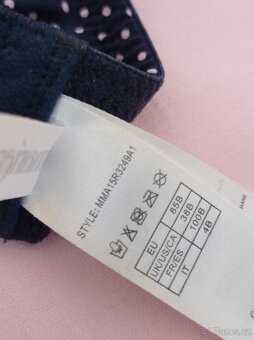 STYLE: MMA15R3249A1
EU 85B
UK/US/CA 38B
FR/ES 100B
IT 4B